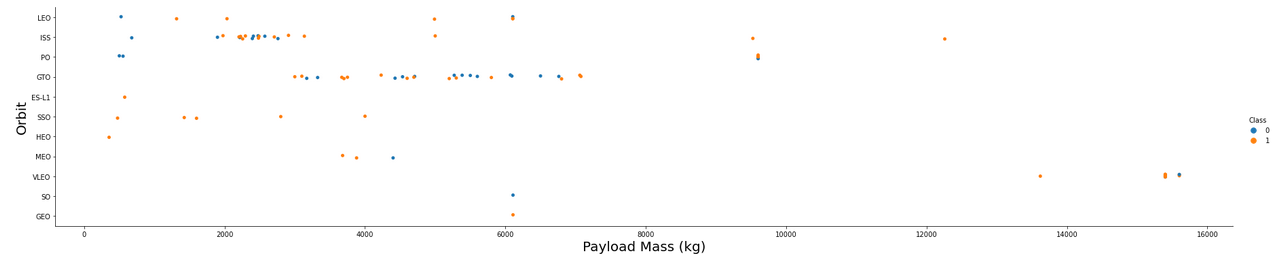 LEO
ISS
PO
GTO
ES-L1
SSO
HEO
MEO
VLEO
SO
GEO
Orbit
0 2000 4000 6000 8000 10000 12000 14000 16000
Payload Mass (kg)
Class
0
1